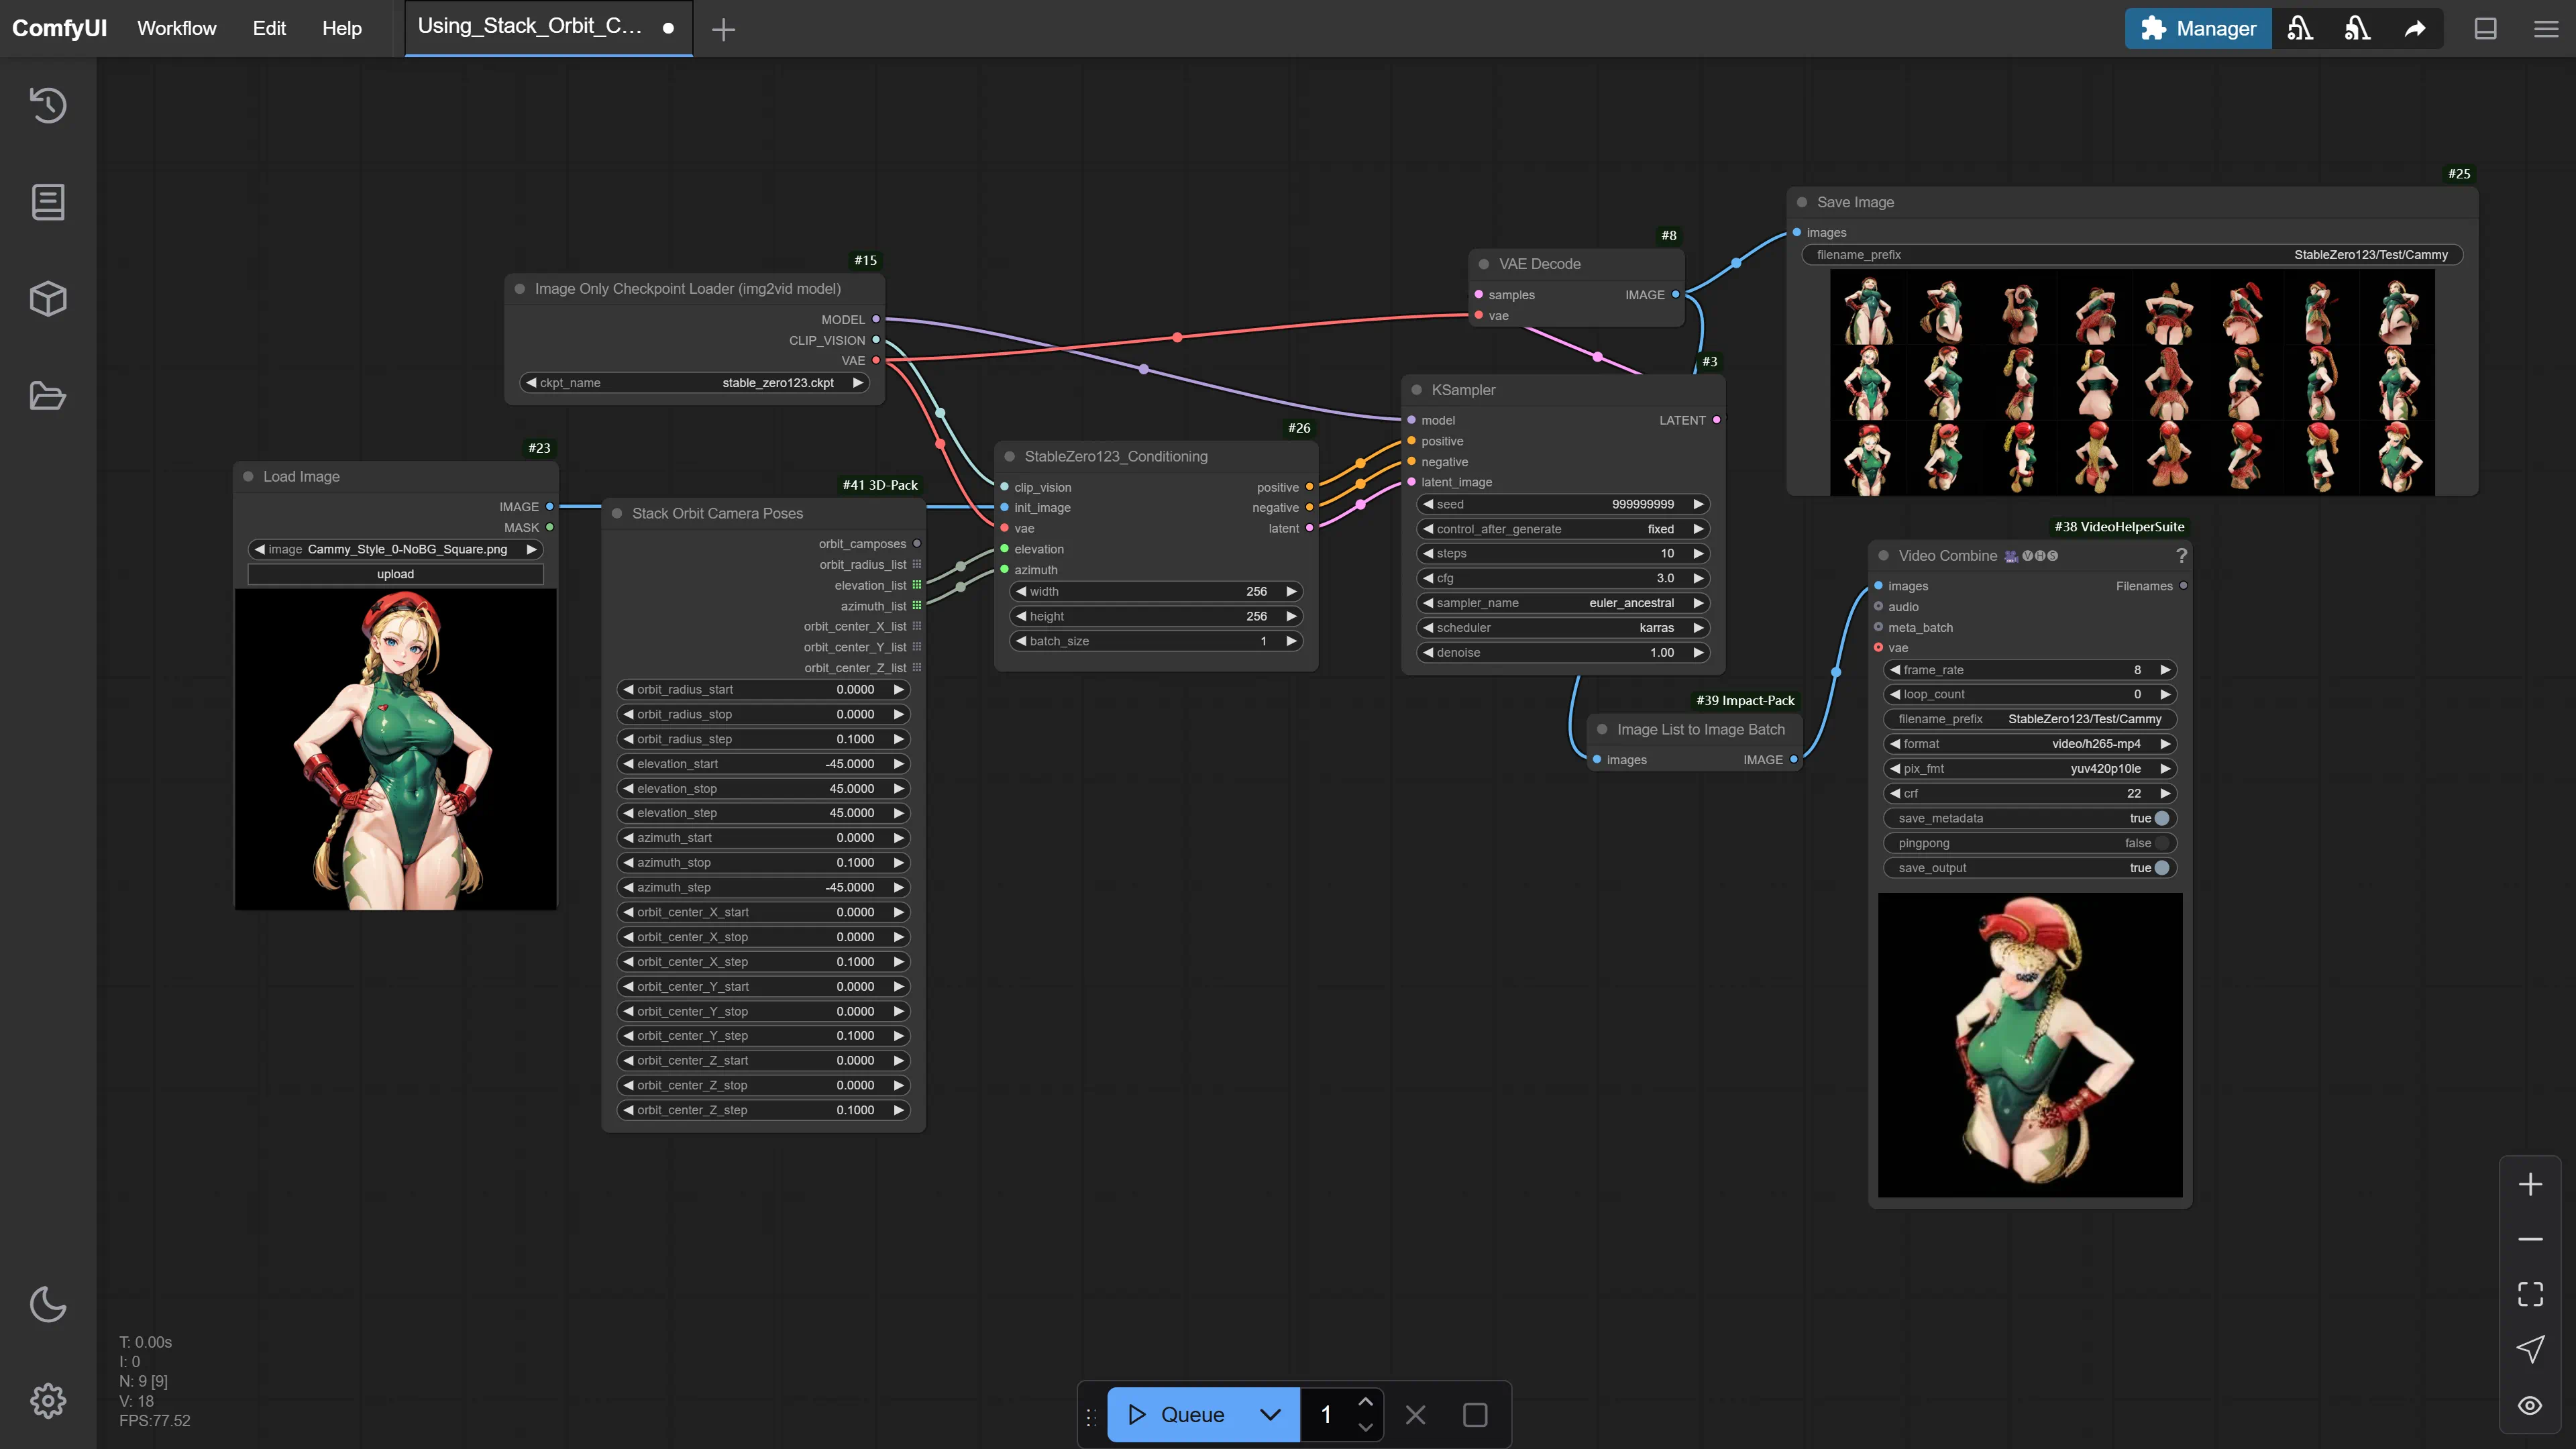 ComfyUI
Workflow
Edit
Help
Using_Stack_Orbit_C...
Manager
#15
Image Only Checkpoint Loader (img2vid model)
MODEL
CLIP_VISION
VAE
ckpt_name stable_zero123.ckpt
#23
Load Image
IMAGE
MASK
image Cammy_Style_0-NoBG_Square.png
upload
#41 3D-Pack
Stack Orbit Camera Poses
orbit_camposes
orbit_radius_list
elevation_list
azimuth_list
orbit_center_X_list
orbit_center_Y_list
orbit_center_Z_list
orbit_radius_start 0.0000
orbit_radius_stop 0.0000
orbit_radius_step 0.1000
elevation_start -45.0000
elevation_stop 45.0000
elevation_step 45.0000
azimuth_start 0.0000
azimuth_stop 0.1000
azimuth_step -45.0000
orbit_center_X_start 0.0000
orbit_center_X_stop 0.0000
orbit_center_X_step 0.1000
orbit_center_Y_start 0.0000
orbit_center_Y_stop 0.0000
orbit_center_Y_step 0.1000
orbit_center_Z_start 0.0000
orbit_center_Z_stop 0.0000
orbit_center_Z_step 0.1000
#26
StableZero123_Conditioning
clip_vision positive
init_image negative
vae latent
elevation
azimuth
width 256
height 256
batch_size 1
#8
VAE Decode
samples IMAGE
vae
#3
KSampler
model LATENT
positive
negative
latent_image
seed 999999999
control_after_generate fixed
steps 10
cfg 3.0
sampler_name euler_ancestral
scheduler karras
denoise 1.00
#39 Impact-Pack
Image List to Image Batch
images IMAGE
#25
Save Image
images
filename_prefix StableZero123/Test/Cammy
#38 VideoHelperSuite
Video Combine 🎥🅥🅗🅢 ?
images Filenames
audio
meta_batch
vae
frame_rate 8
loop_count 0
filename_prefix StableZero123/Test/Cammy
format video/h265-mp4
pix_fmt yuv420p10le
crf 22
save_metadata true
pingpong false
save_output true
T: 0.00s
I: 0
N: 9 [9]
V: 18
FPS:77.52
Queue 1